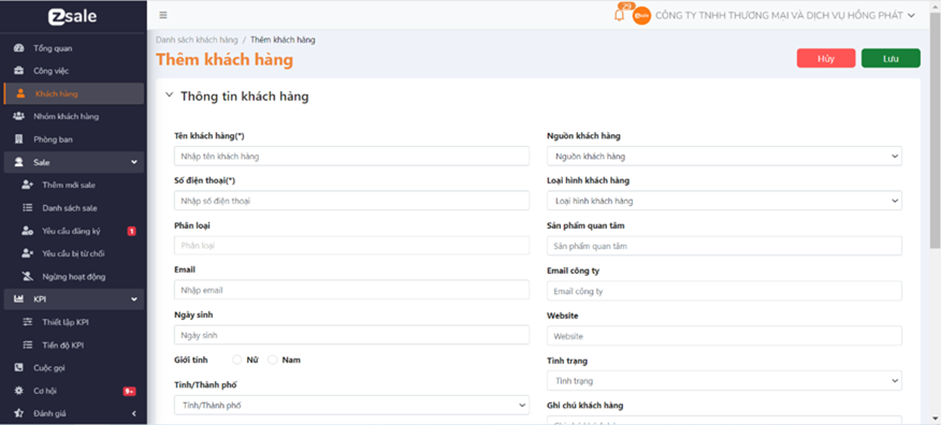 zsale
Tổng quan
Công việc
Khách hàng
Nhóm khách hàng
Phòng ban
Sale
Thêm mới sale
Danh sách sale
Yêu cầu đăng ký 1
Yêu cầu bị từ chối
Ngừng hoạt động
KPI
Thiết lập KPI
Tiến độ KPI
Cuộc gọi
Cơ hội 9+
Đánh giá
29
zsale
CÔNG TY TNHH THƯƠNG MẠI VÀ DỊCH VỤ HỒNG PHÁT
Danh sách khách hàng / Thêm khách hàng
Thêm khách hàng
Hủy Lưu
Thông tin khách hàng
Tên khách hàng(*)
Nhập tên khách hàng
Số điện thoại(*)
Nhập số điện thoại
Phân loại
Phân loại
Email
Nhập email
Ngày sinh
Ngày sinh
Giới tính Nữ Nam
Tỉnh/Thành phố
Tỉnh/Thành phố
Nguồn khách hàng
Nguồn khách hàng
Loại hình khách hàng
Loại hình khách hàng
Sản phẩm quan tâm
Sản phẩm quan tâm
Email công ty
Email công ty
Website
Website
Tình trạng
Tình trạng
Ghi chú khách hàng